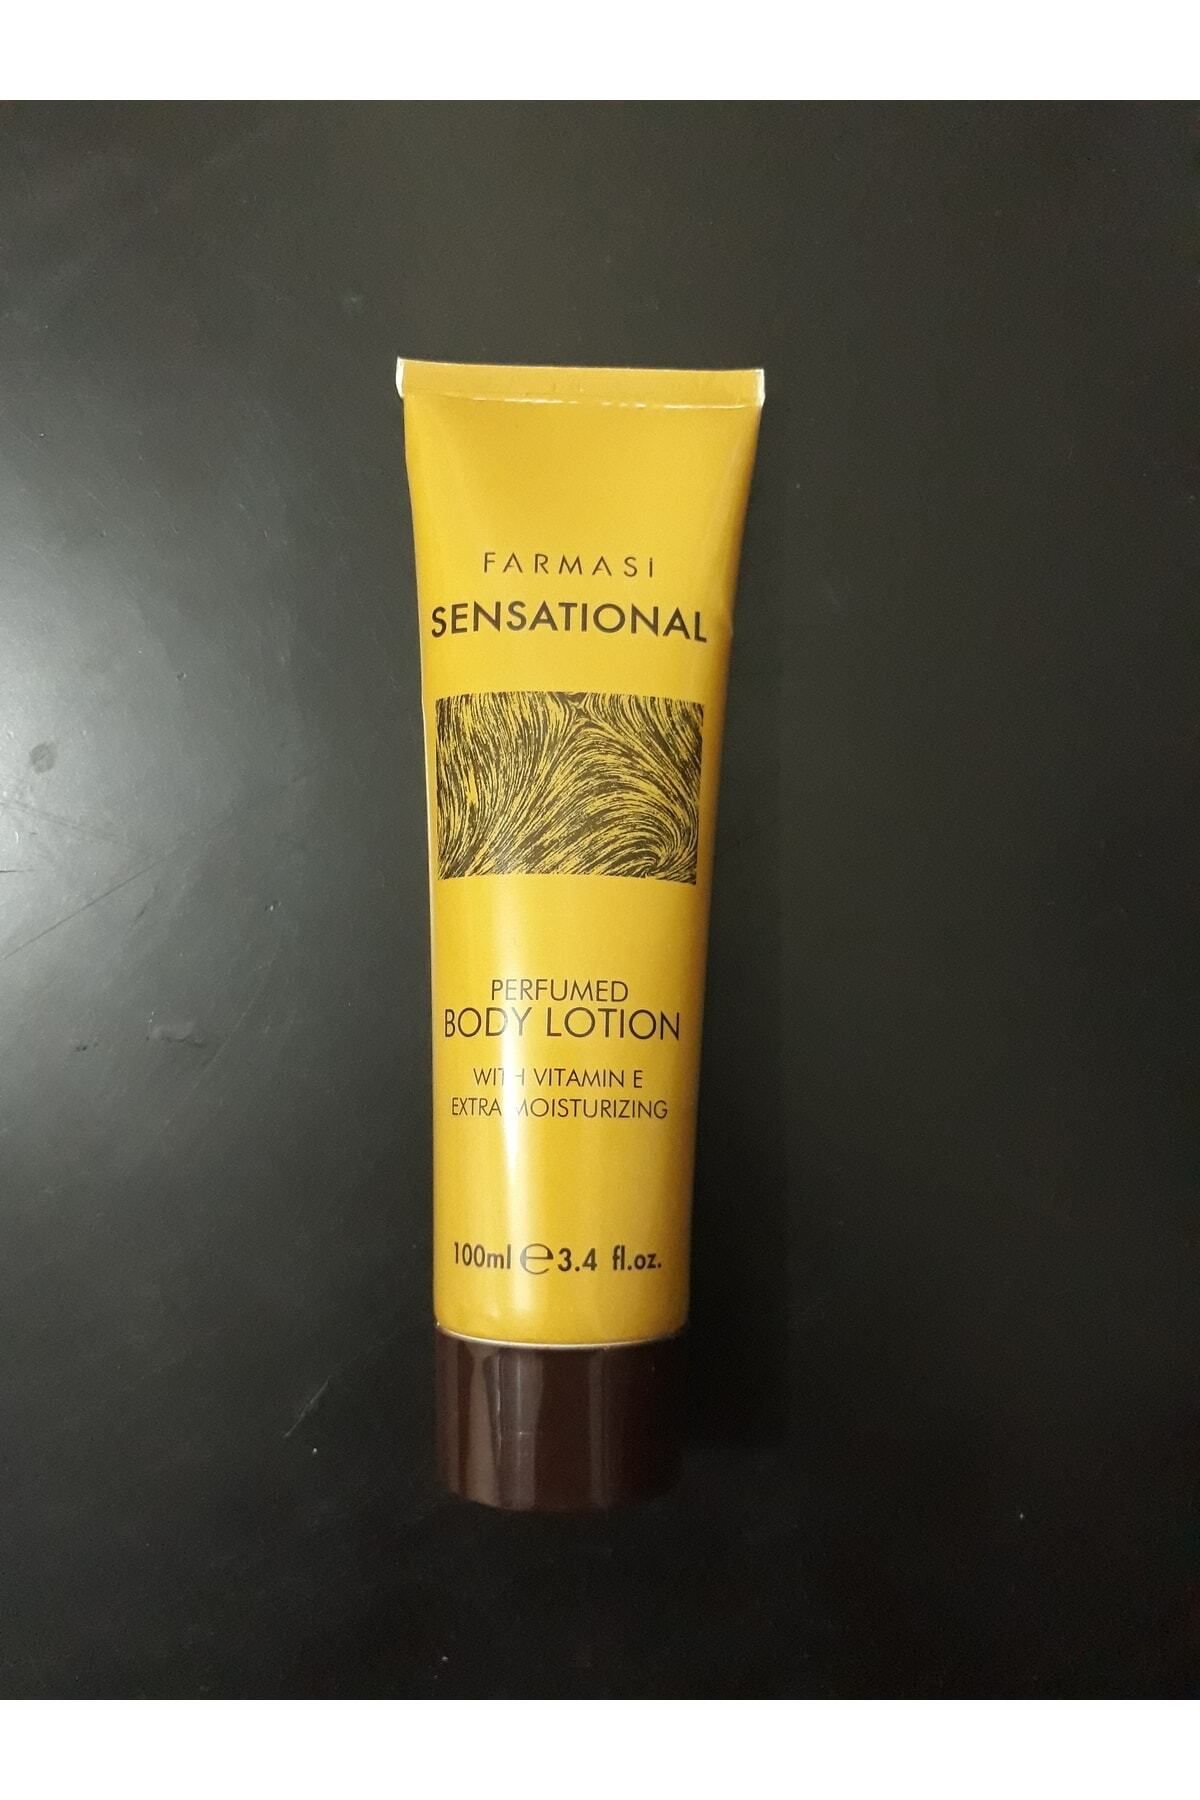 FARMASİ
SENSATIONAL
PERFUMED
BODY LOTION
WITH VITAMIN E
EXTRA MOISTURIZING
100ml ℮ 3.4 fl.oz.